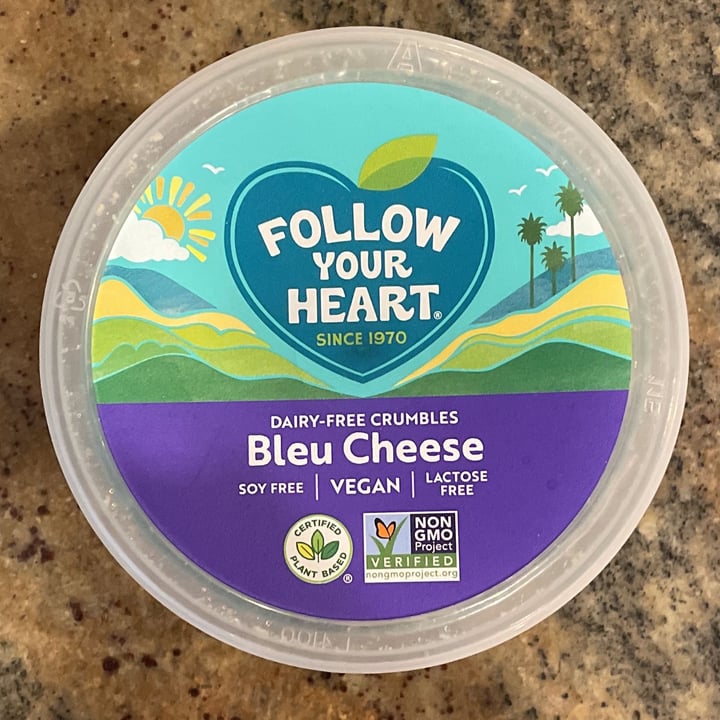 FOLLOW
YOUR
HEART®
SINCE 1970
DAIRY-FREE CRUMBLES
Bleu Cheese
SOY FREE | VEGAN | LACTOSE FREE
CERTIFIED
PLANT BASED
®
NON
GMO
Project
VERIFIED
nongmoproject.org